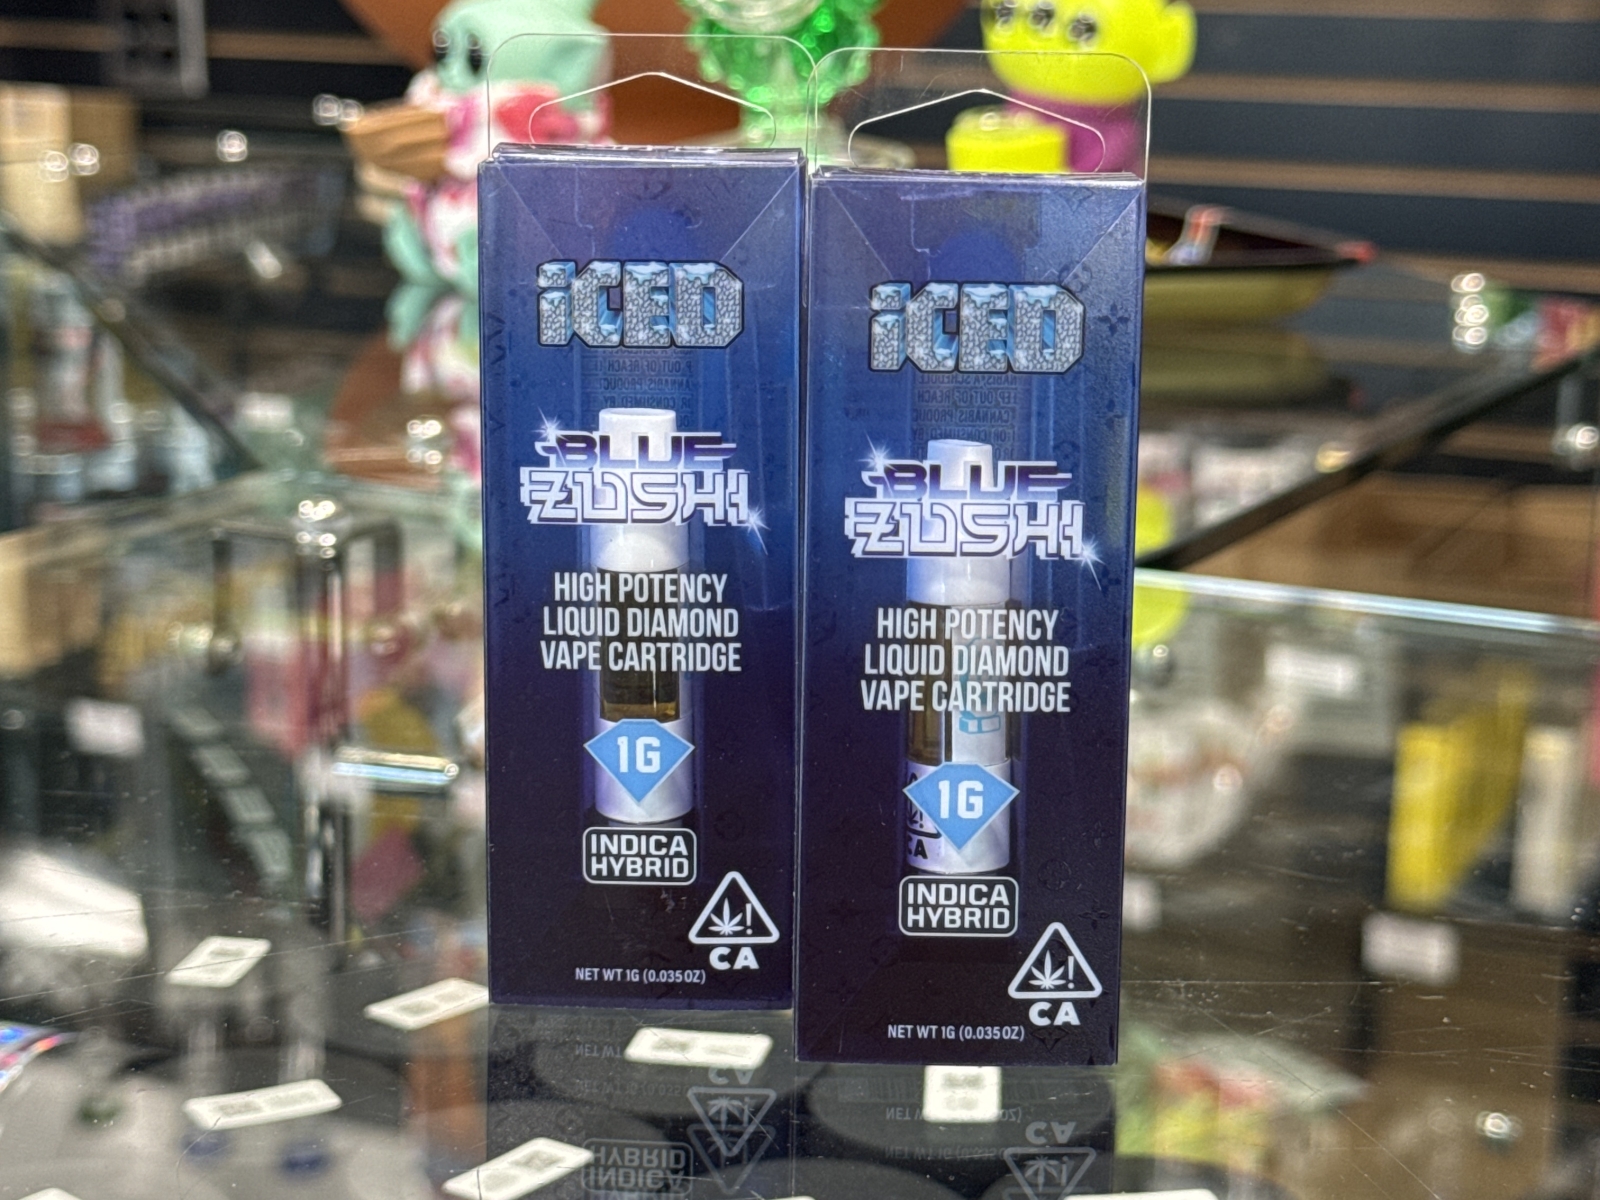 iCED
BLUE
ZUSHI
HIGH POTENCY
LIQUID DIAMOND
VAPE CARTRIDGE
1G
INDICA
HYBRID
CA
NET WT 1G (0.035 OZ)
iCED
BLUE
ZUSHI
HIGH POTENCY
LIQUID DIAMOND
VAPE CARTRIDGE
1G
INDICA
HYBRID
CA
NET WT 1G (0.035 OZ)